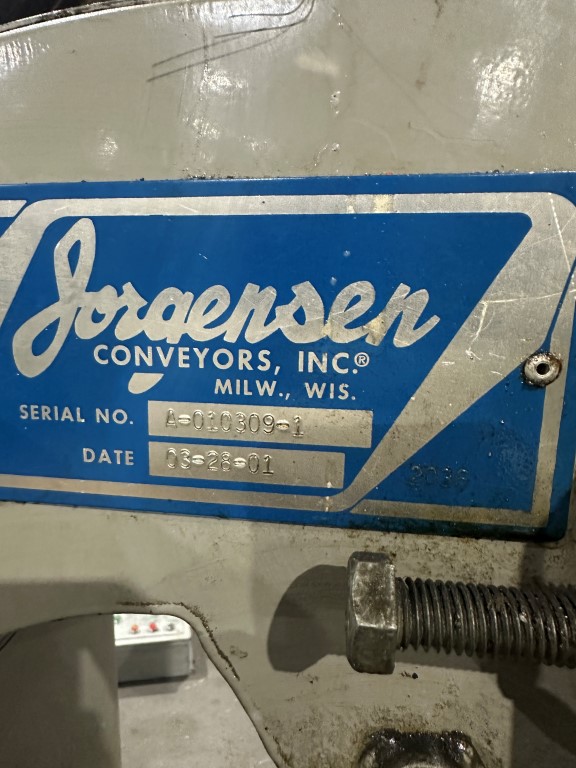 Jorgensen
CONVEYORS, INC.®
MILW., WIS.
SERIAL NO. A-010309-1
DATE 03-28-01